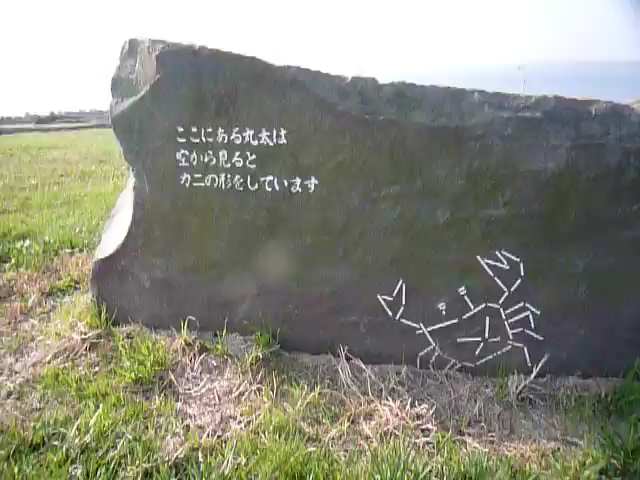 ここにある丸太は
空から見ると
カニの形をしています